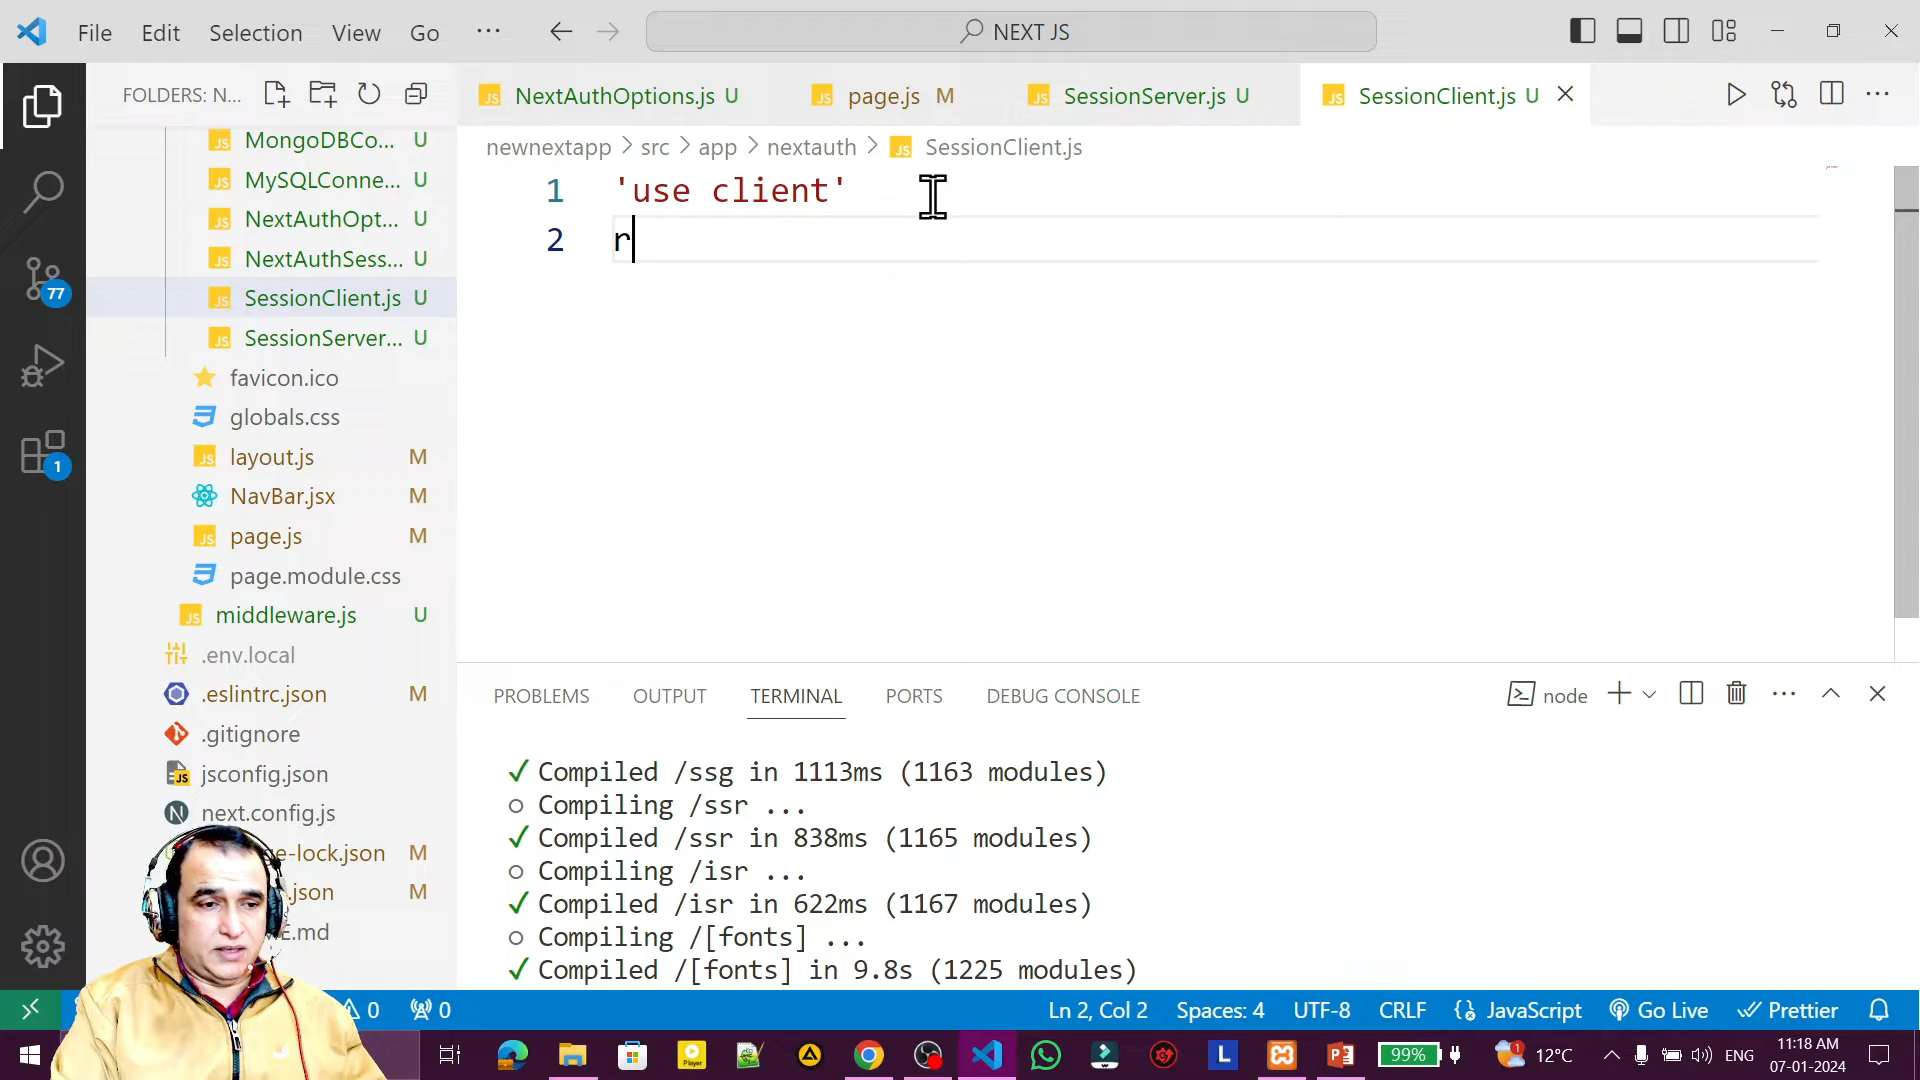 File Edit Selection View Go ··· NEXT JS
FOLDERS: N...
NextAuthOptions.js U
page.js M
SessionServer.js U
SessionClient.js U
newnextapp > src > app > nextauth > JS SessionClient.js
1 'use client'
2 r
MongoDBCo... U
MySQLConne... U
NextAuthOpt... U
NextAuthSess... U
SessionClient.js U
SessionServer... U
favicon.ico
globals.css
layout.js M
NavBar.jsx M
page.js M
page.module.css
middleware.js U
.env.local
.eslintrc.json M
.gitignore
jsconfig.json
next.config.js
e-lock.json M
.json M
E.md
77
1
PROBLEMS OUTPUT TERMINAL PORTS DEBUG CONSOLE
node
✓ Compiled /ssg in 1113ms (1163 modules)
○ Compiling /ssr ...
✓ Compiled /ssr in 838ms (1165 modules)
○ Compiling /isr ...
✓ Compiled /isr in 622ms (1167 modules)
○ Compiling /[fonts] ...
✓ Compiled /[fonts] in 9.8s (1225 modules)
0 0 Ln 2, Col 2 Spaces: 4 UTF-8 CRLF JavaScript Go Live Prettier
99% 12°C ENG
11:18 AM
07-01-2024